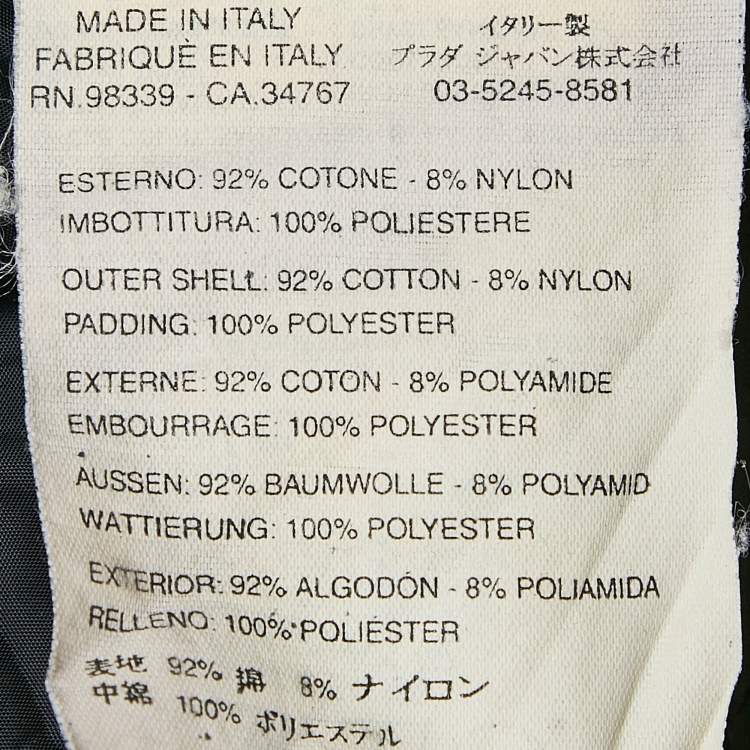 MADE IN ITALY
FABRIQUÈ EN ITALY
RN.98339 - CA.34767
イタリー製
プラダ ジャパン株式会社
03-5245-8581
ESTERNO: 92% COTONE - 8% NYLON
IMBOTTITURA: 100% POLIESTERE
OUTER SHELL: 92% COTTON - 8% NYLON
PADDING: 100% POLYESTER
EXTERNE: 92% COTON - 8% POLYAMIDE
EMBOURRAGE: 100% POLYESTER
ÄUSSEN: 92% BAUMWOLLE - 8% POLYAMID
WATTIERUNG: 100% POLYESTER
EXTERIOR: 92% ALGODÓN - 8% POLIAMIDA
RELLENO: 100% POLIÉSTER
表地 92% 綿 8% ナイロン
中綿 100% ポリエステル